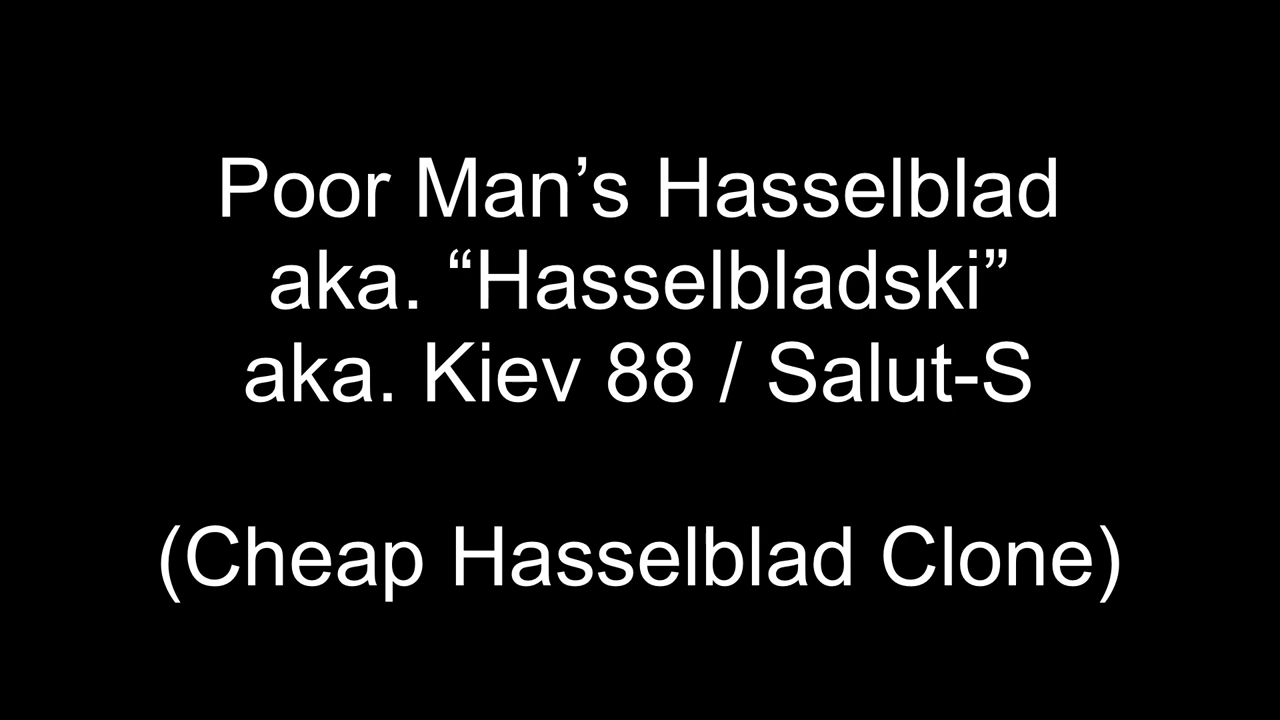 Poor Man’s Hasselblad
aka. “Hasselbladski”
aka. Kiev 88 / Salut-S
(Cheap Hasselblad Clone)